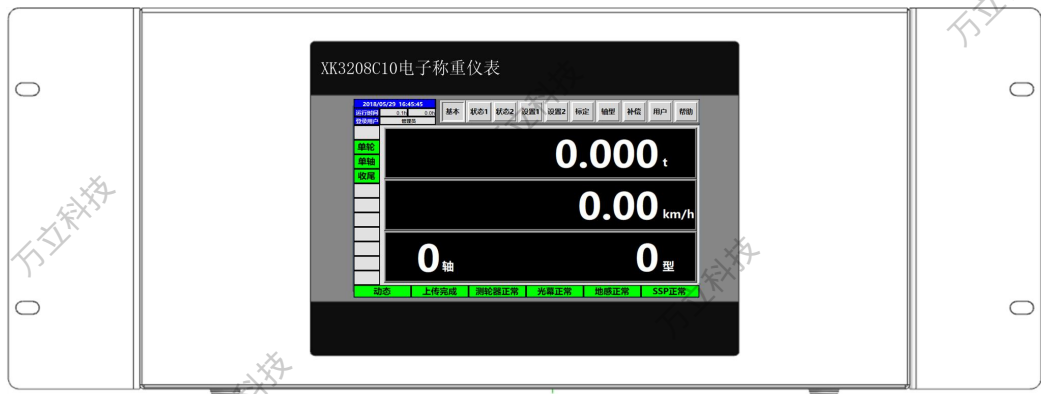 XK3208C10电子称重仪表
2018/05/29 16:45:45
运行时间 0.1h 0.0h
登录用户 管理员
基本 状态1 状态2 设置1 设置2 标定 轴型 补偿 用户 帮助
单轮
单轴
收尾
0.000 t
0.00 km/h
0 轴 0 型
动态 上传完成 测轮器正常 光幕正常 地感正常 SSP正常
万立
万立科技
万立科技
科技